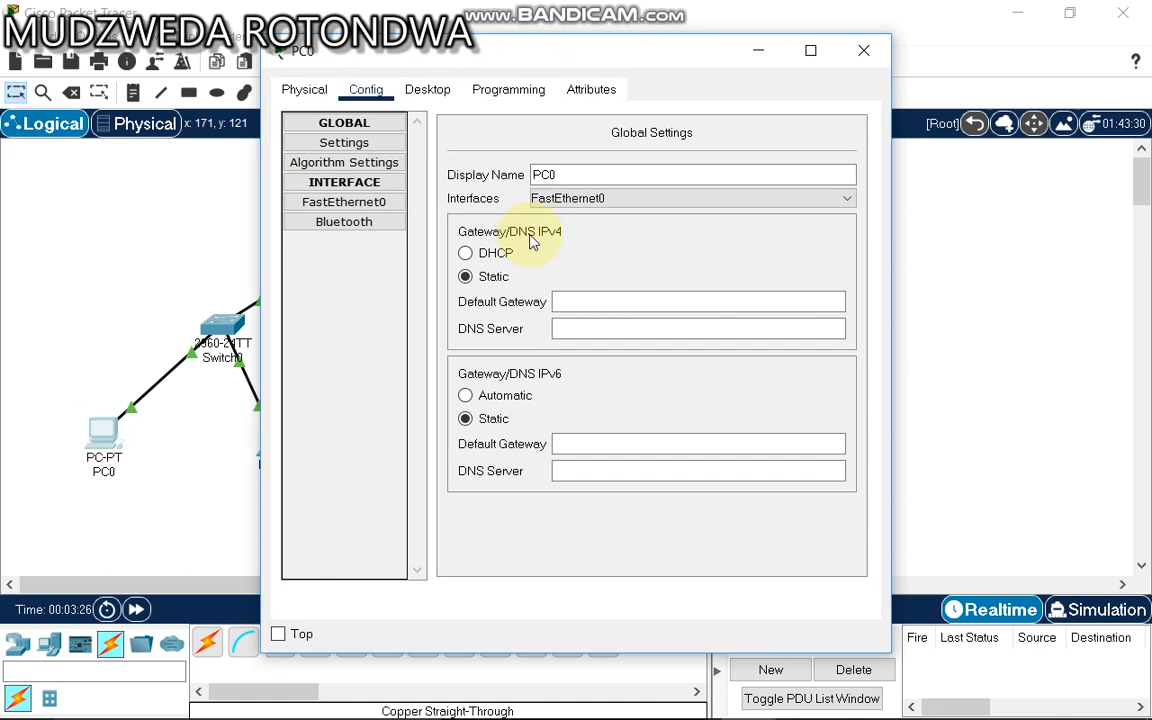 Cisco Packet Tracer
www.BANDICAM.com
MUDZWEDA ROTONDWA
PC0
?
Physical
Config
Desktop
Programming
Attributes
Logical
Physical
x: 171, y: 121
[Root]
01:43:30
GLOBAL
Settings
Algorithm Settings
INTERFACE
FastEthernet0
Bluetooth
Global Settings
Display Name PC0
Interfaces FastEthernet0
Gateway/DNS IPv4
DHCP
Static
Default Gateway
DNS Server
Gateway/DNS IPv6
Automatic
Static
Default Gateway
DNS Server
2960-24TT
Switch0
PC-PT
PC0
Top
Time: 00:03:26
Realtime
Simulation
Fire Last Status Source Destination
New
Delete
Toggle PDU List Window
Copper Straight-Through